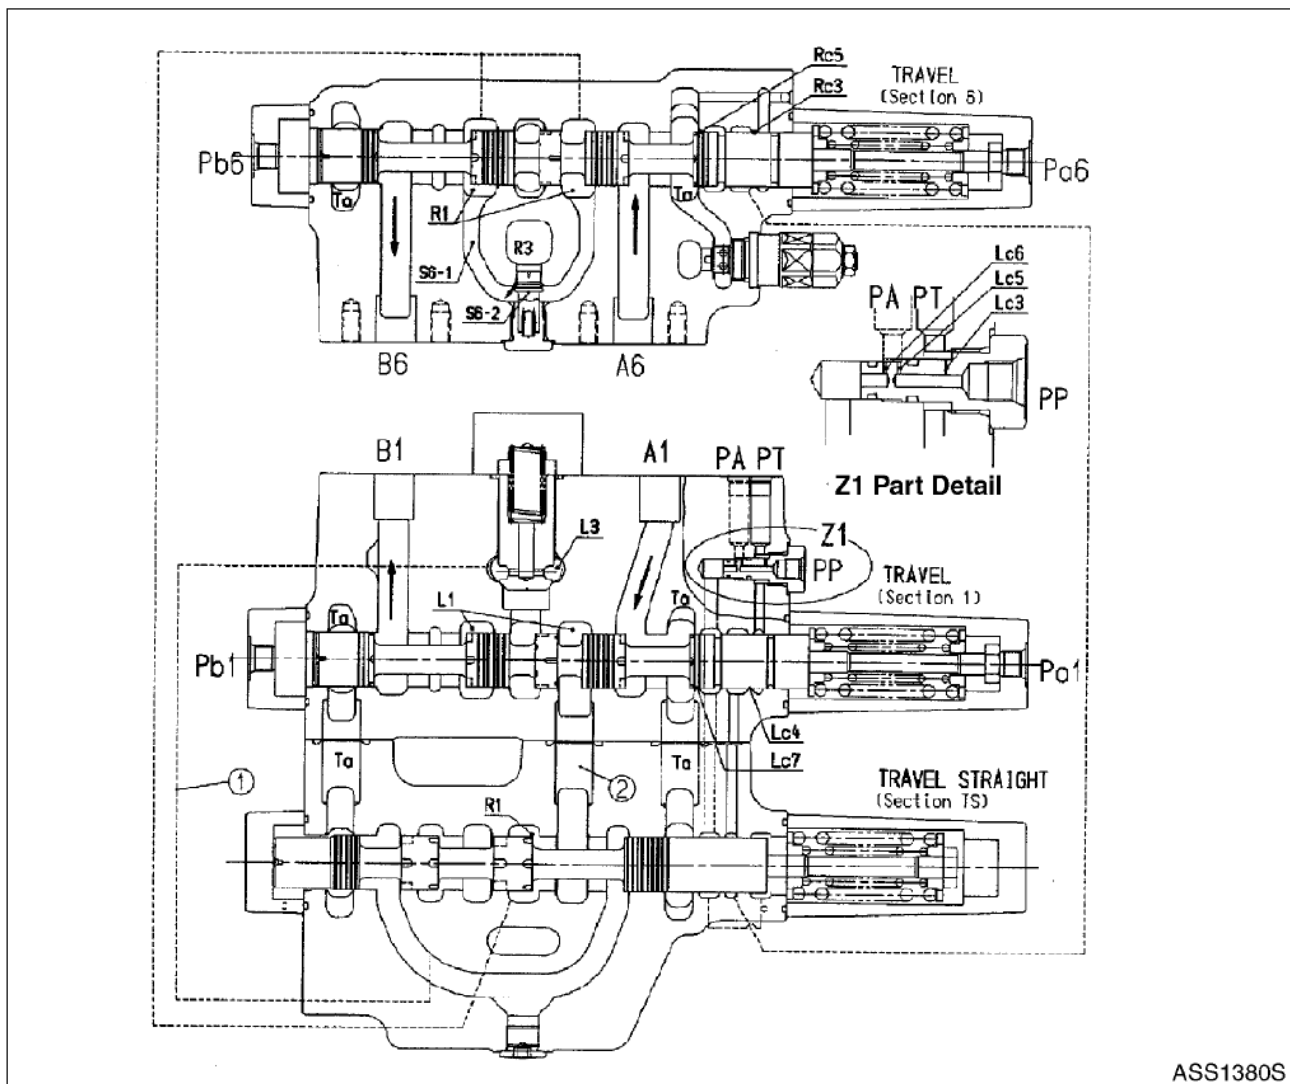 Rc5
TRAVEL
(Section 6)
Rc3
Pb6
Pa6
Ta
Ta
R1
R3
S6-1
S6-2
B6
A6
Lc6
Lc5
Lc3
PA PT
PP
Z1 Part Detail
B1
A1
PA PT
L3
Z1
PP
TRAVEL
(Section 1)
L1
Ta
Ta
Pb1
Pa1
Lc4
Lc7
Ta
Ta
1
2
TRAVEL STRAIGHT
(Section TS)
R1
ASS1380S